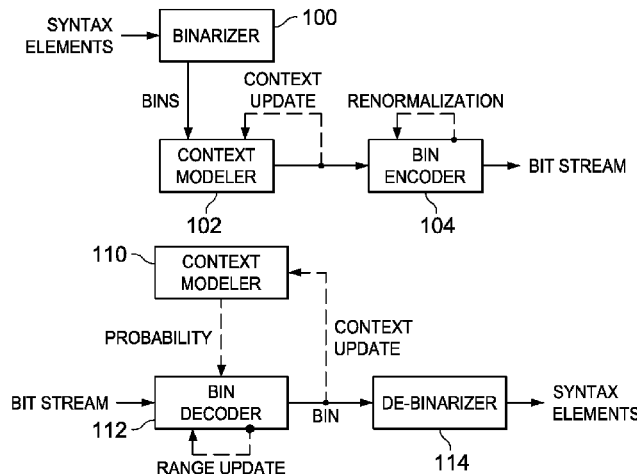 SYNTAX
ELEMENTS
BINARIZER
100
BINS
CONTEXT
UPDATE
RENORMALIZATION
CONTEXT
MODELER
102
BIN
ENCODER
104
BIT STREAM
110
CONTEXT
MODELER
PROBABILITY
CONTEXT
UPDATE
BIT STREAM
112
BIN
DECODER
BIN
RANGE UPDATE
DE-BINARIZER
114
SYNTAX
ELEMENTS